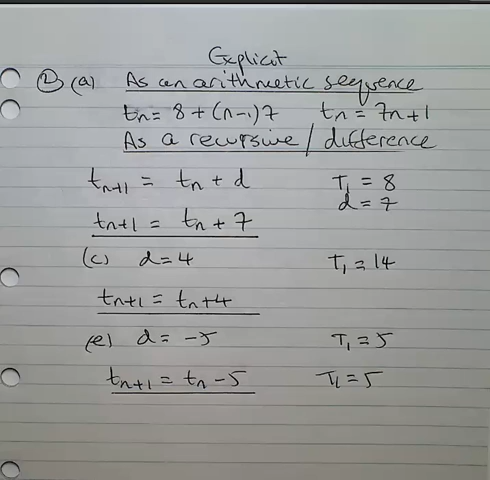 Explicit
② (a) As an arithmetic sequence
tn = 8 + (n-1)7 tn = 7n+1
As a recursive / difference
tn+1 = tn + d T1 = 8
d = 7
tn+1 = tn + 7
(c) d=4 T1 = 14
tn+1 = tn+4
(e) d = -5 T1 = 5
tn+1 = tn -5 T1 = 5